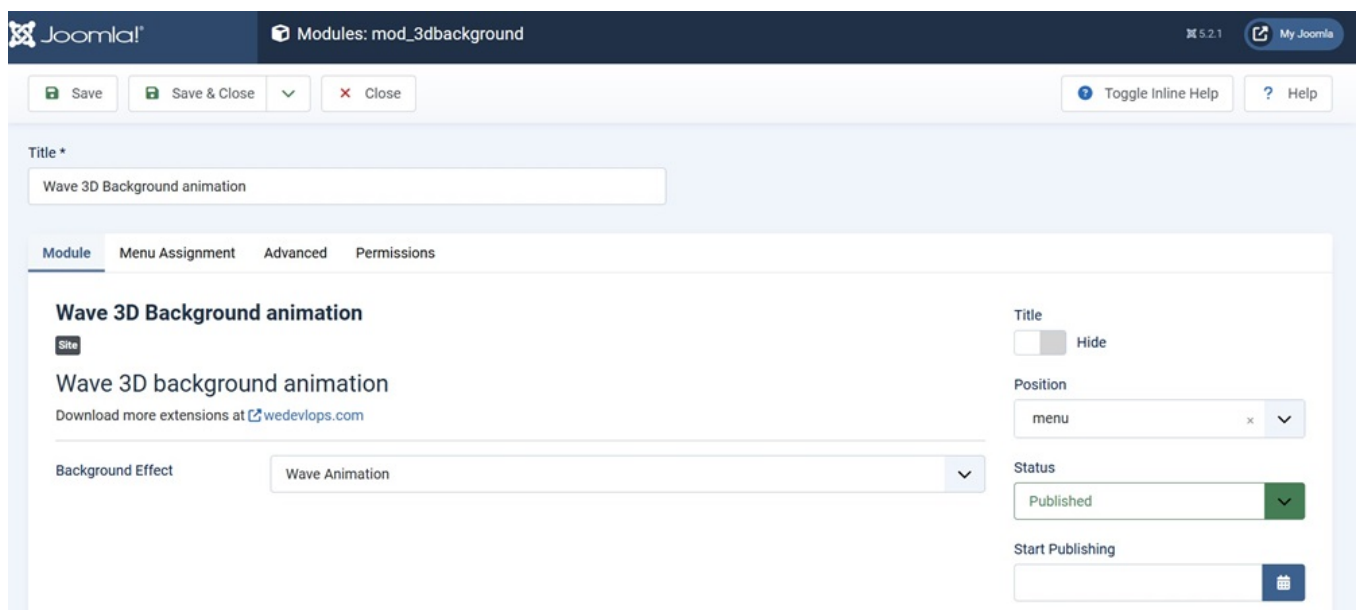 Joomla!® Modules: mod_3dbackground 5.2.1 My Joomla
Save Save & Close Close Toggle Inline Help ? Help
Title *
Wave 3D Background animation
Module Menu Assignment Advanced Permissions
Wave 3D Background animation
Site
Wave 3D background animation
Download more extensions at wedevlops.com
Background Effect Wave Animation
Title
Hide
Position
menu ×
Status
Published
Start Publishing